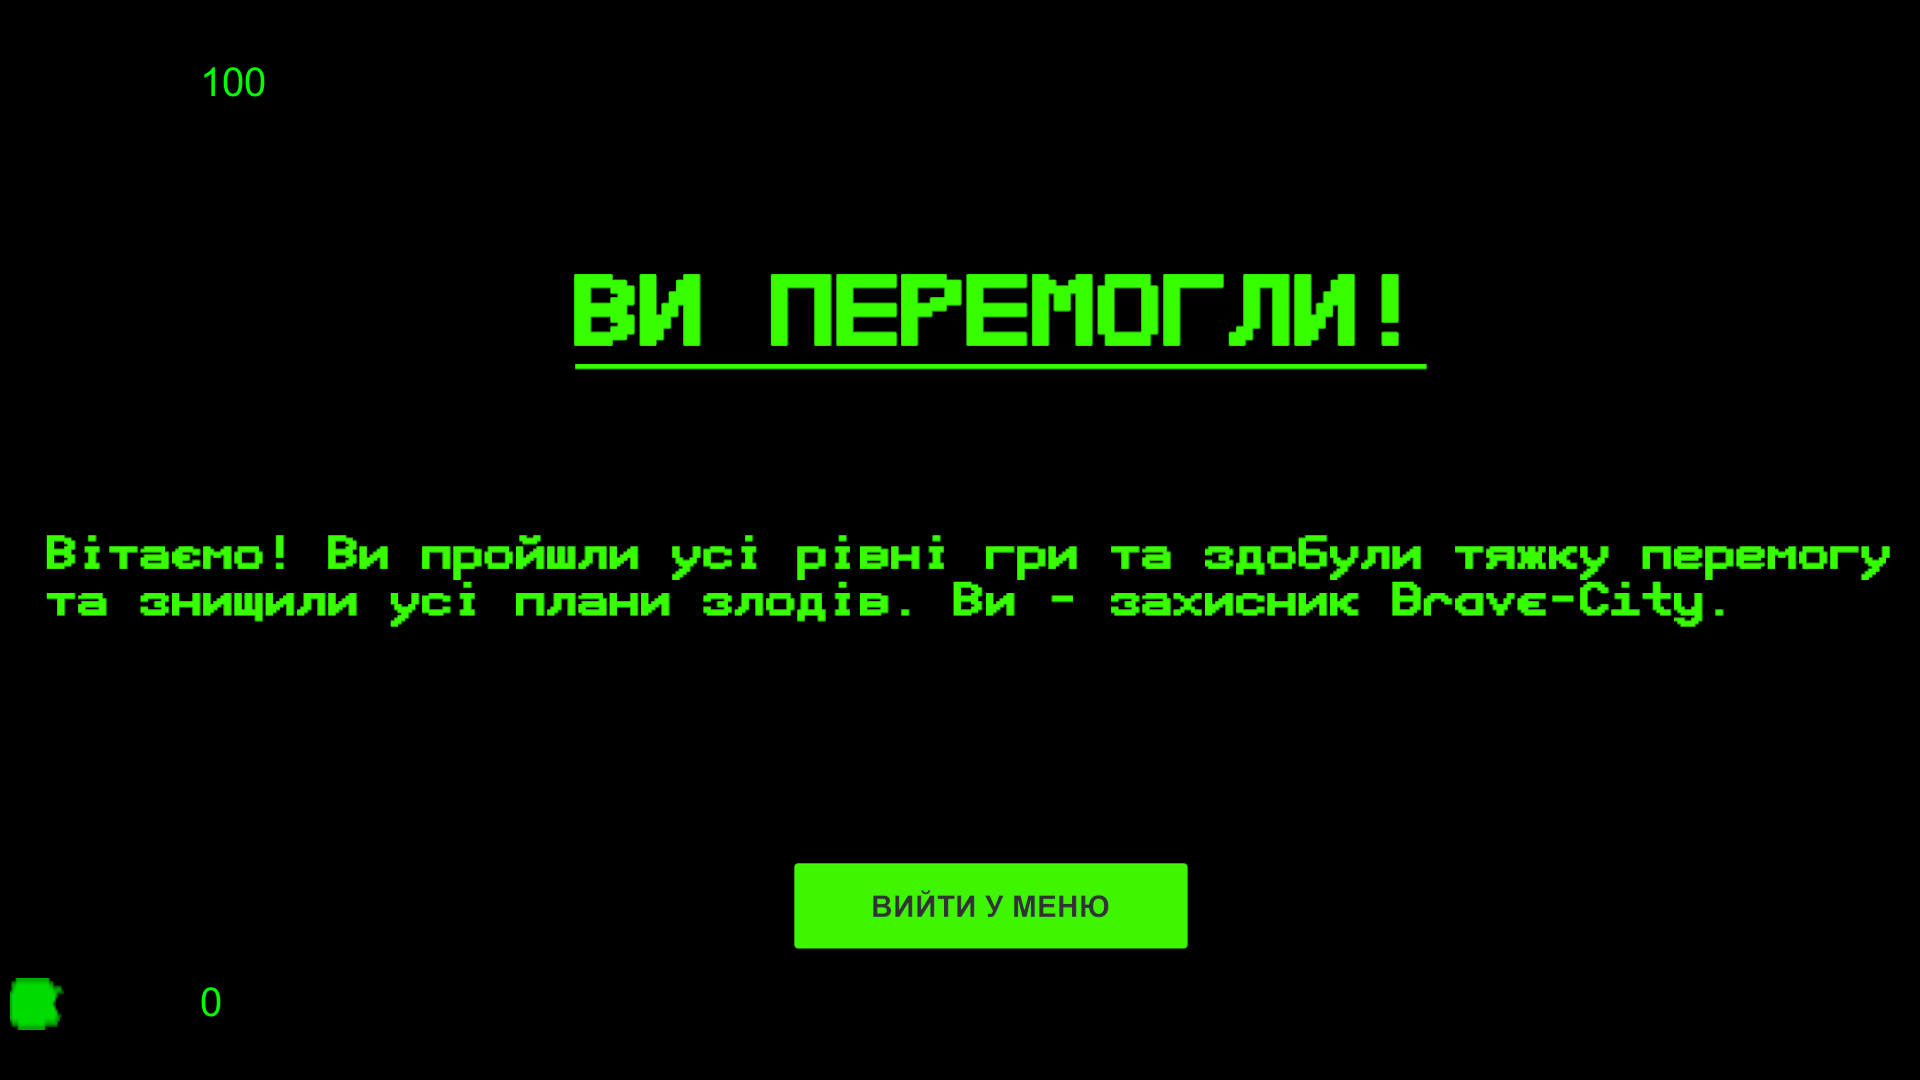 100
ВИ ПЕРЕМОГЛИ!
Вітаємо! Ви пройшли усі рівні гри та здобули тяжку перемогу
та знищили усі плани злодів. Ви - захисник Brave-City.
ВИЙТИ У МЕНЮ
0